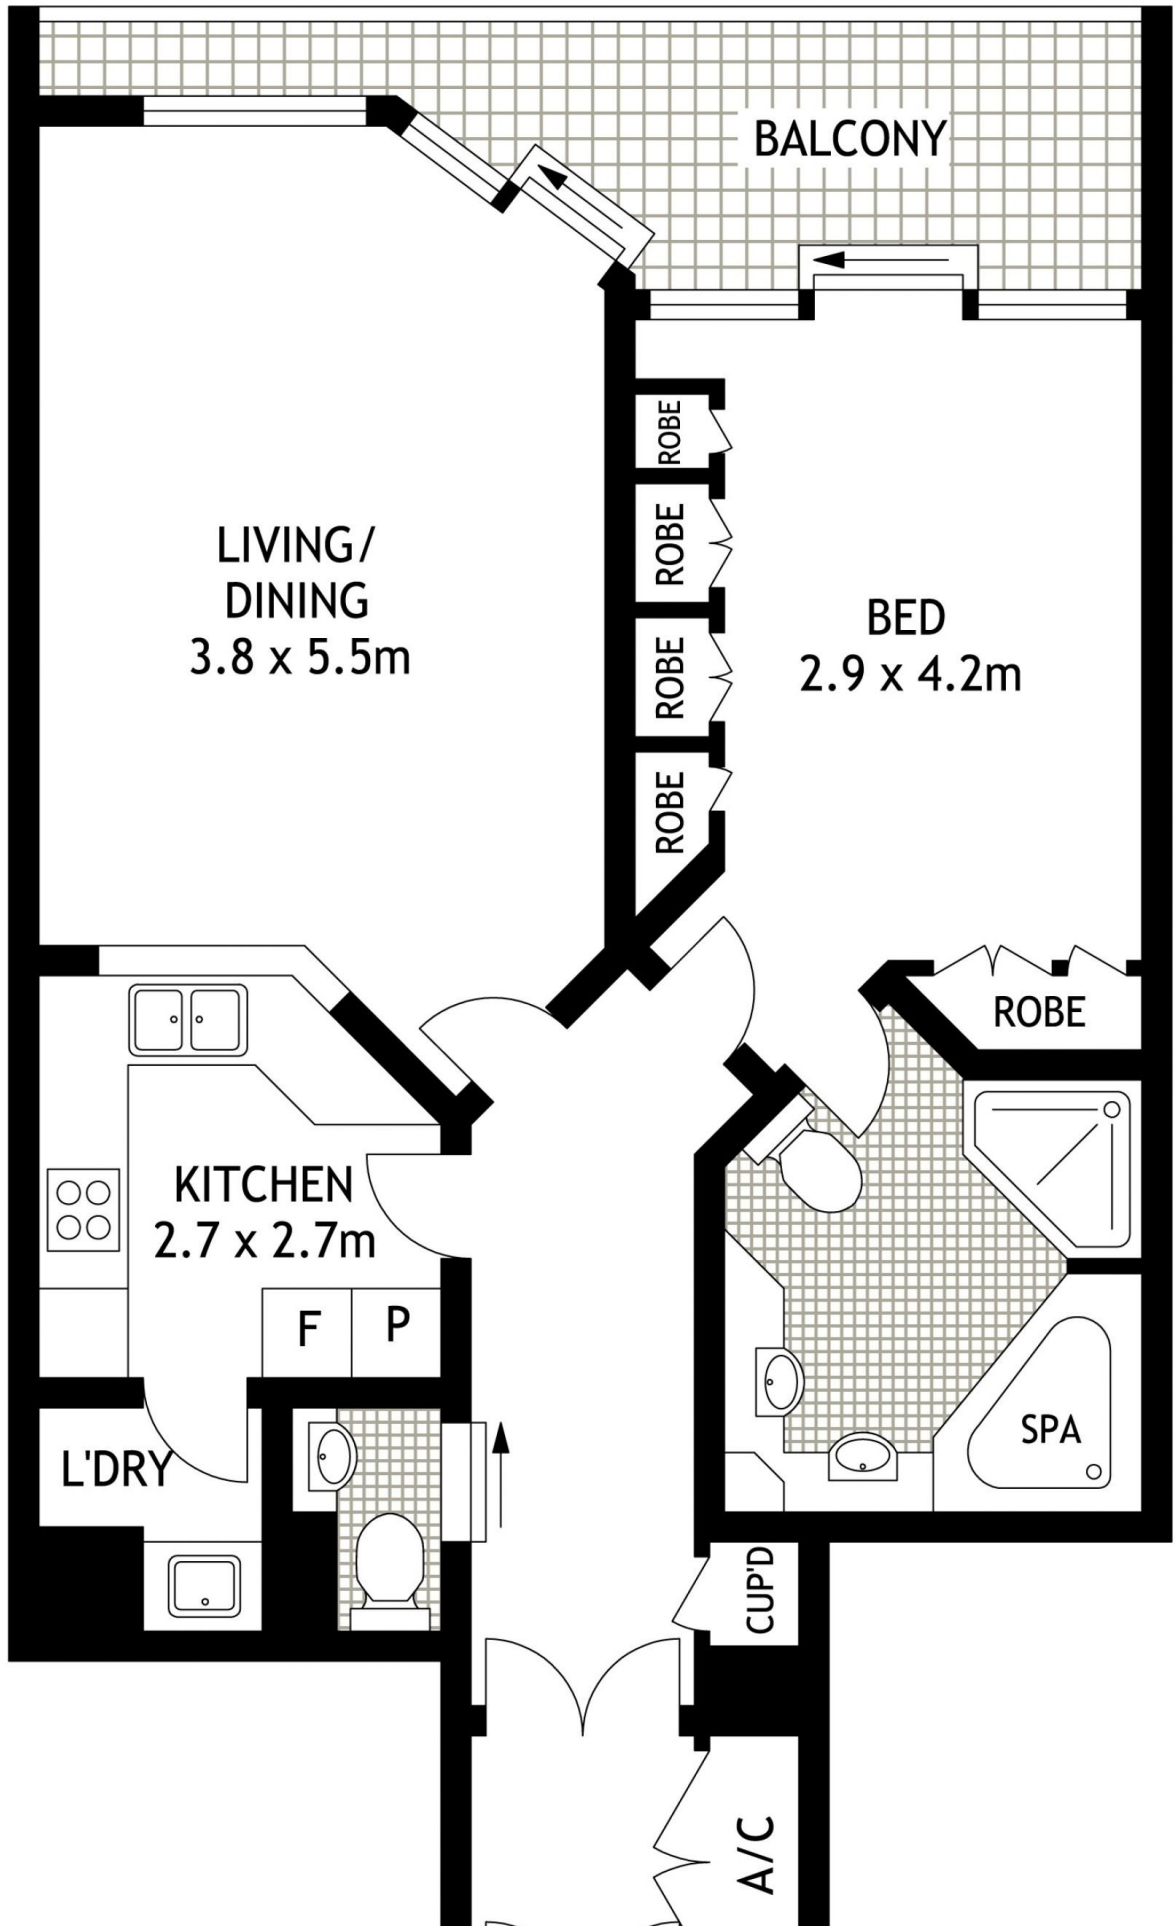 BALCONY
ROBE
ROBE
LIVING/
DINING
3.8 x 5.5m
BED
2.9 x 4.2m
ROBE
ROBE
ROBE
KITCHEN
2.7 x 2.7m
F
P
L'DRY
SPA
CUP'D
A/C